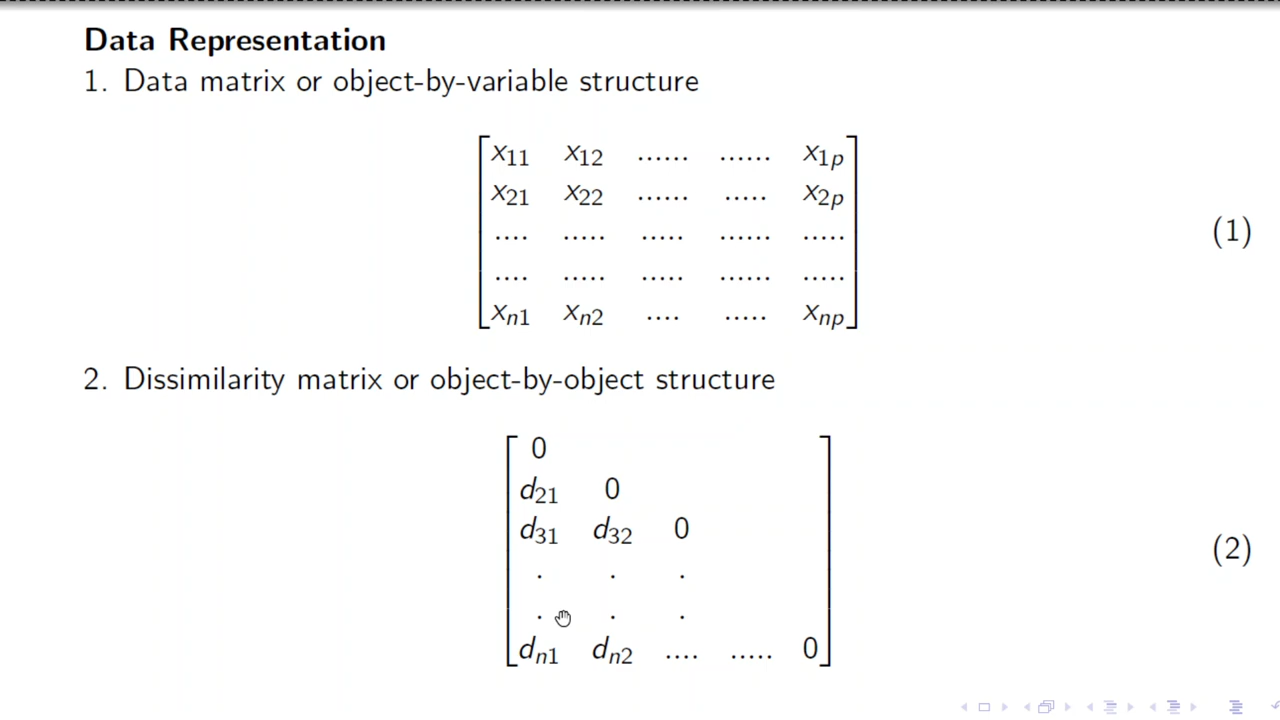 Data Representation
1. Data matrix or object-by-variable structure
x11 x12 ...... ...... x1p
x21 x22 ...... ..... x2p
.... ..... ..... ...... .....
.... ..... ..... ...... .....
xn1 xn2 .... ..... xnp
(1)
2. Dissimilarity matrix or object-by-object structure
0
d21 0
d31 d32 0
. . .
. . .
dn1 dn2 .... ..... 0
(2)